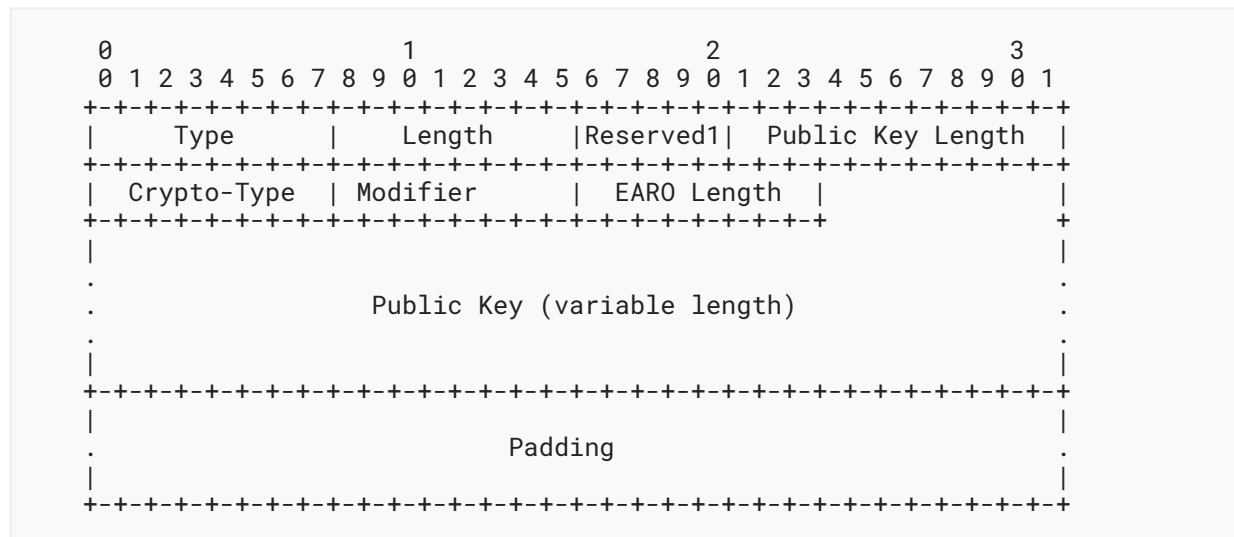 0                   1                   2                   3
 0 1 2 3 4 5 6 7 8 9 0 1 2 3 4 5 6 7 8 9 0 1 2 3 4 5 6 7 8 9 0 1
+-+-+-+-+-+-+-+-+-+-+-+-+-+-+-+-+-+-+-+-+-+-+-+-+-+-+-+-+-+-+-+-+
|     Type      |    Length     |Reserved1|  Public Key Length  |
+-+-+-+-+-+-+-+-+-+-+-+-+-+-+-+-+-+-+-+-+-+-+-+-+-+-+-+-+-+-+-+-+
|  Crypto-Type  | Modifier      |  EARO Length  |               |
+-+-+-+-+-+-+-+-+-+-+-+-+-+-+-+-+-+-+-+-+-+-+-+-+               +
|                                                               |
.                                                               .
.                  Public Key (variable length)                 .
.                                                               .
|                                                               |
+-+-+-+-+-+-+-+-+-+-+-+-+-+-+-+-+-+-+-+-+-+-+-+-+-+-+-+-+-+-+-+-+
|                                                               |
.                           Padding                             .
|                                                               |
+-+-+-+-+-+-+-+-+-+-+-+-+-+-+-+-+-+-+-+-+-+-+-+-+-+-+-+-+-+-+-+-+